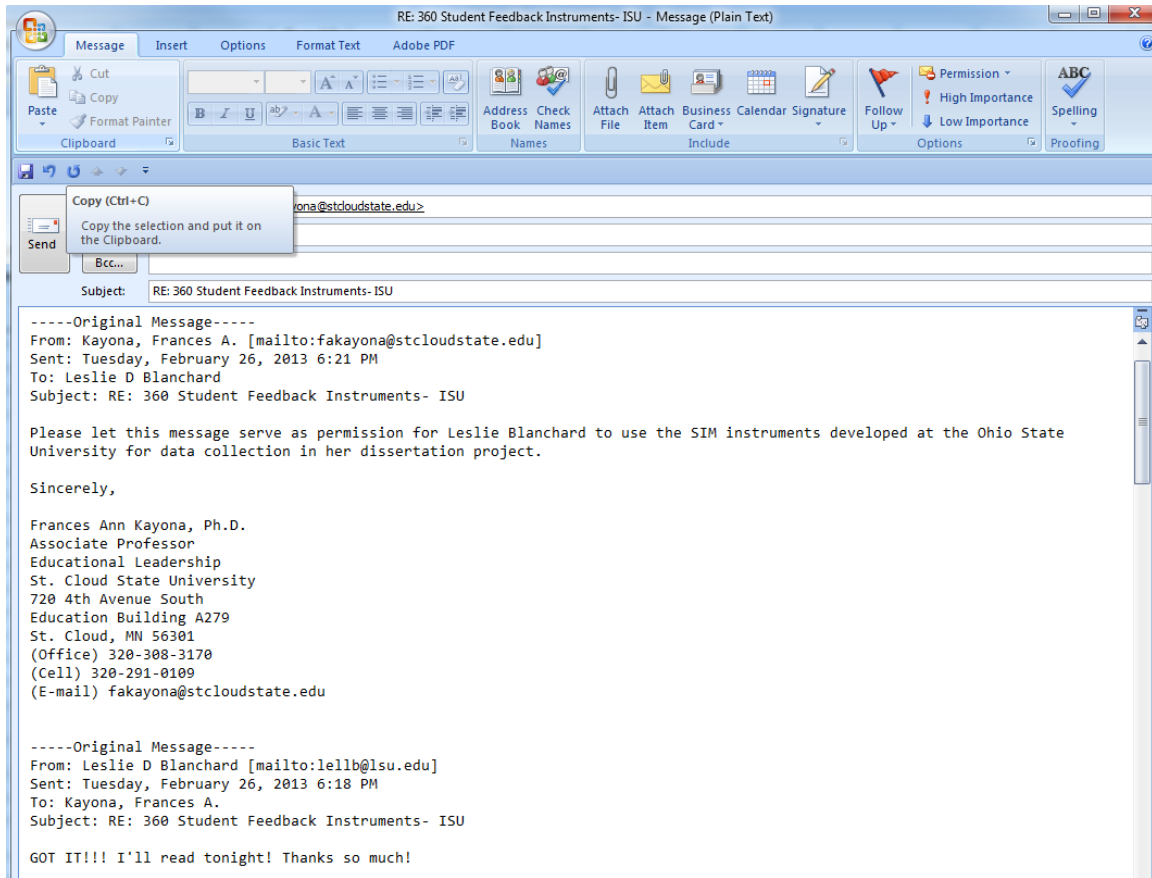 RE: 360 Student Feedback Instruments- ISU - Message (Plain Text)
Message Insert Options Format Text Adobe PDF
Paste
Cut
Copy
Format Painter
Clipboard
B I U
Basic Text
Address Book
Check Names
Names
Attach File
Attach Item
Business Card
Calendar
Signature
Include
Follow Up
Permission
High Importance
Low Importance
Options
ABC
Spelling
Proofing
Copy (Ctrl+C)
Copy the selection and put it on
the Clipboard.
yona@stcloudstate.edu>
Send
Bcc...
Subject: RE: 360 Student Feedback Instruments- ISU
-----Original Message-----
From: Kayona, Frances A. [mailto:fakayona@stcloudstate.edu]
Sent: Tuesday, February 26, 2013 6:21 PM
To: Leslie D Blanchard
Subject: RE: 360 Student Feedback Instruments- ISU
Please let this message serve as permission for Leslie Blanchard to use the SIM instruments developed at the Ohio State
University for data collection in her dissertation project.
Sincerely,
Frances Ann Kayona, Ph.D.
Associate Professor
Educational Leadership
St. Cloud State University
720 4th Avenue South
Education Building A279
St. Cloud, MN 56301
(Office) 320-308-3170
(Cell) 320-291-0109
(E-mail) fakayona@stcloudstate.edu
-----Original Message-----
From: Leslie D Blanchard [mailto:lellb@lsu.edu]
Sent: Tuesday, February 26, 2013 6:18 PM
To: Kayona, Frances A.
Subject: RE: 360 Student Feedback Instruments- ISU
GOT IT!!! I'll read tonight! Thanks so much!